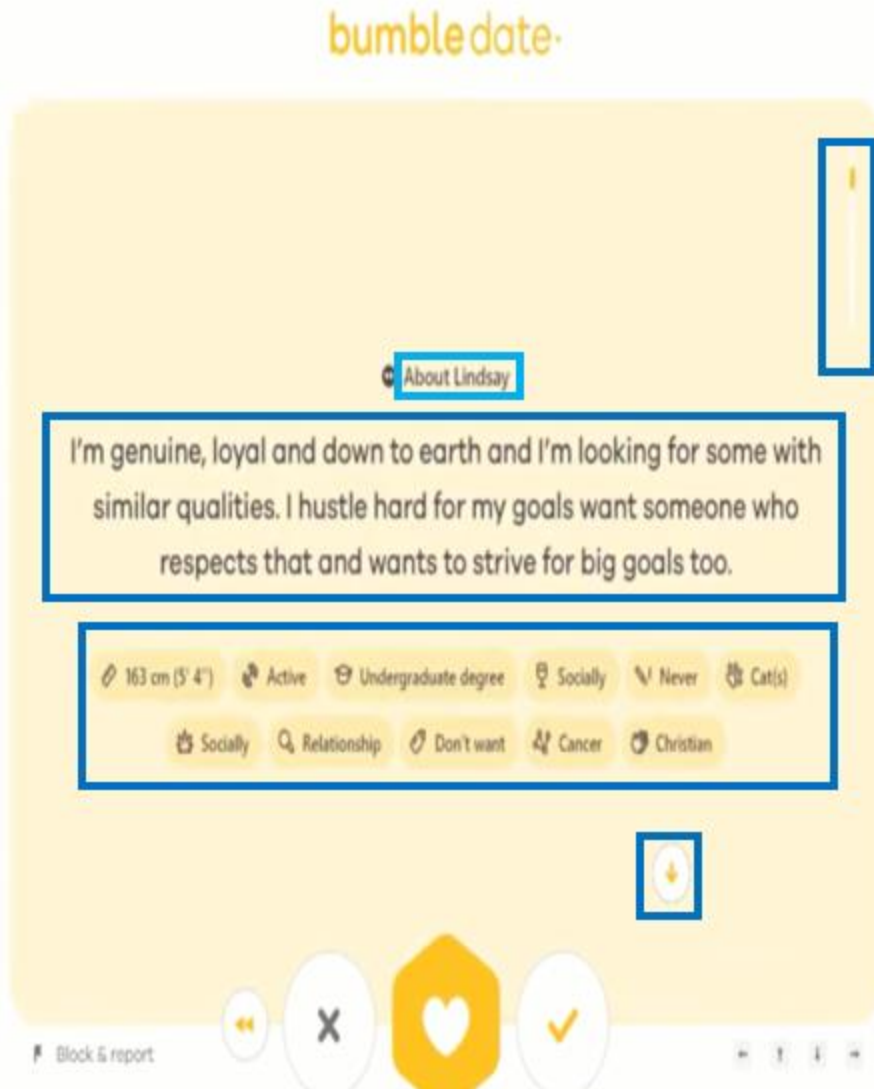 bumble date
About Lindsay
I'm genuine, loyal and down to earth and I'm looking for some with
similar qualities. I hustle hard for my goals want someone who
respects that and wants to strive for big goals too.
163 cm (5' 4") Active Undergraduate degree Socially Never Cat(s)
Socially Relationship Don't want Cancer Christian
Block & report